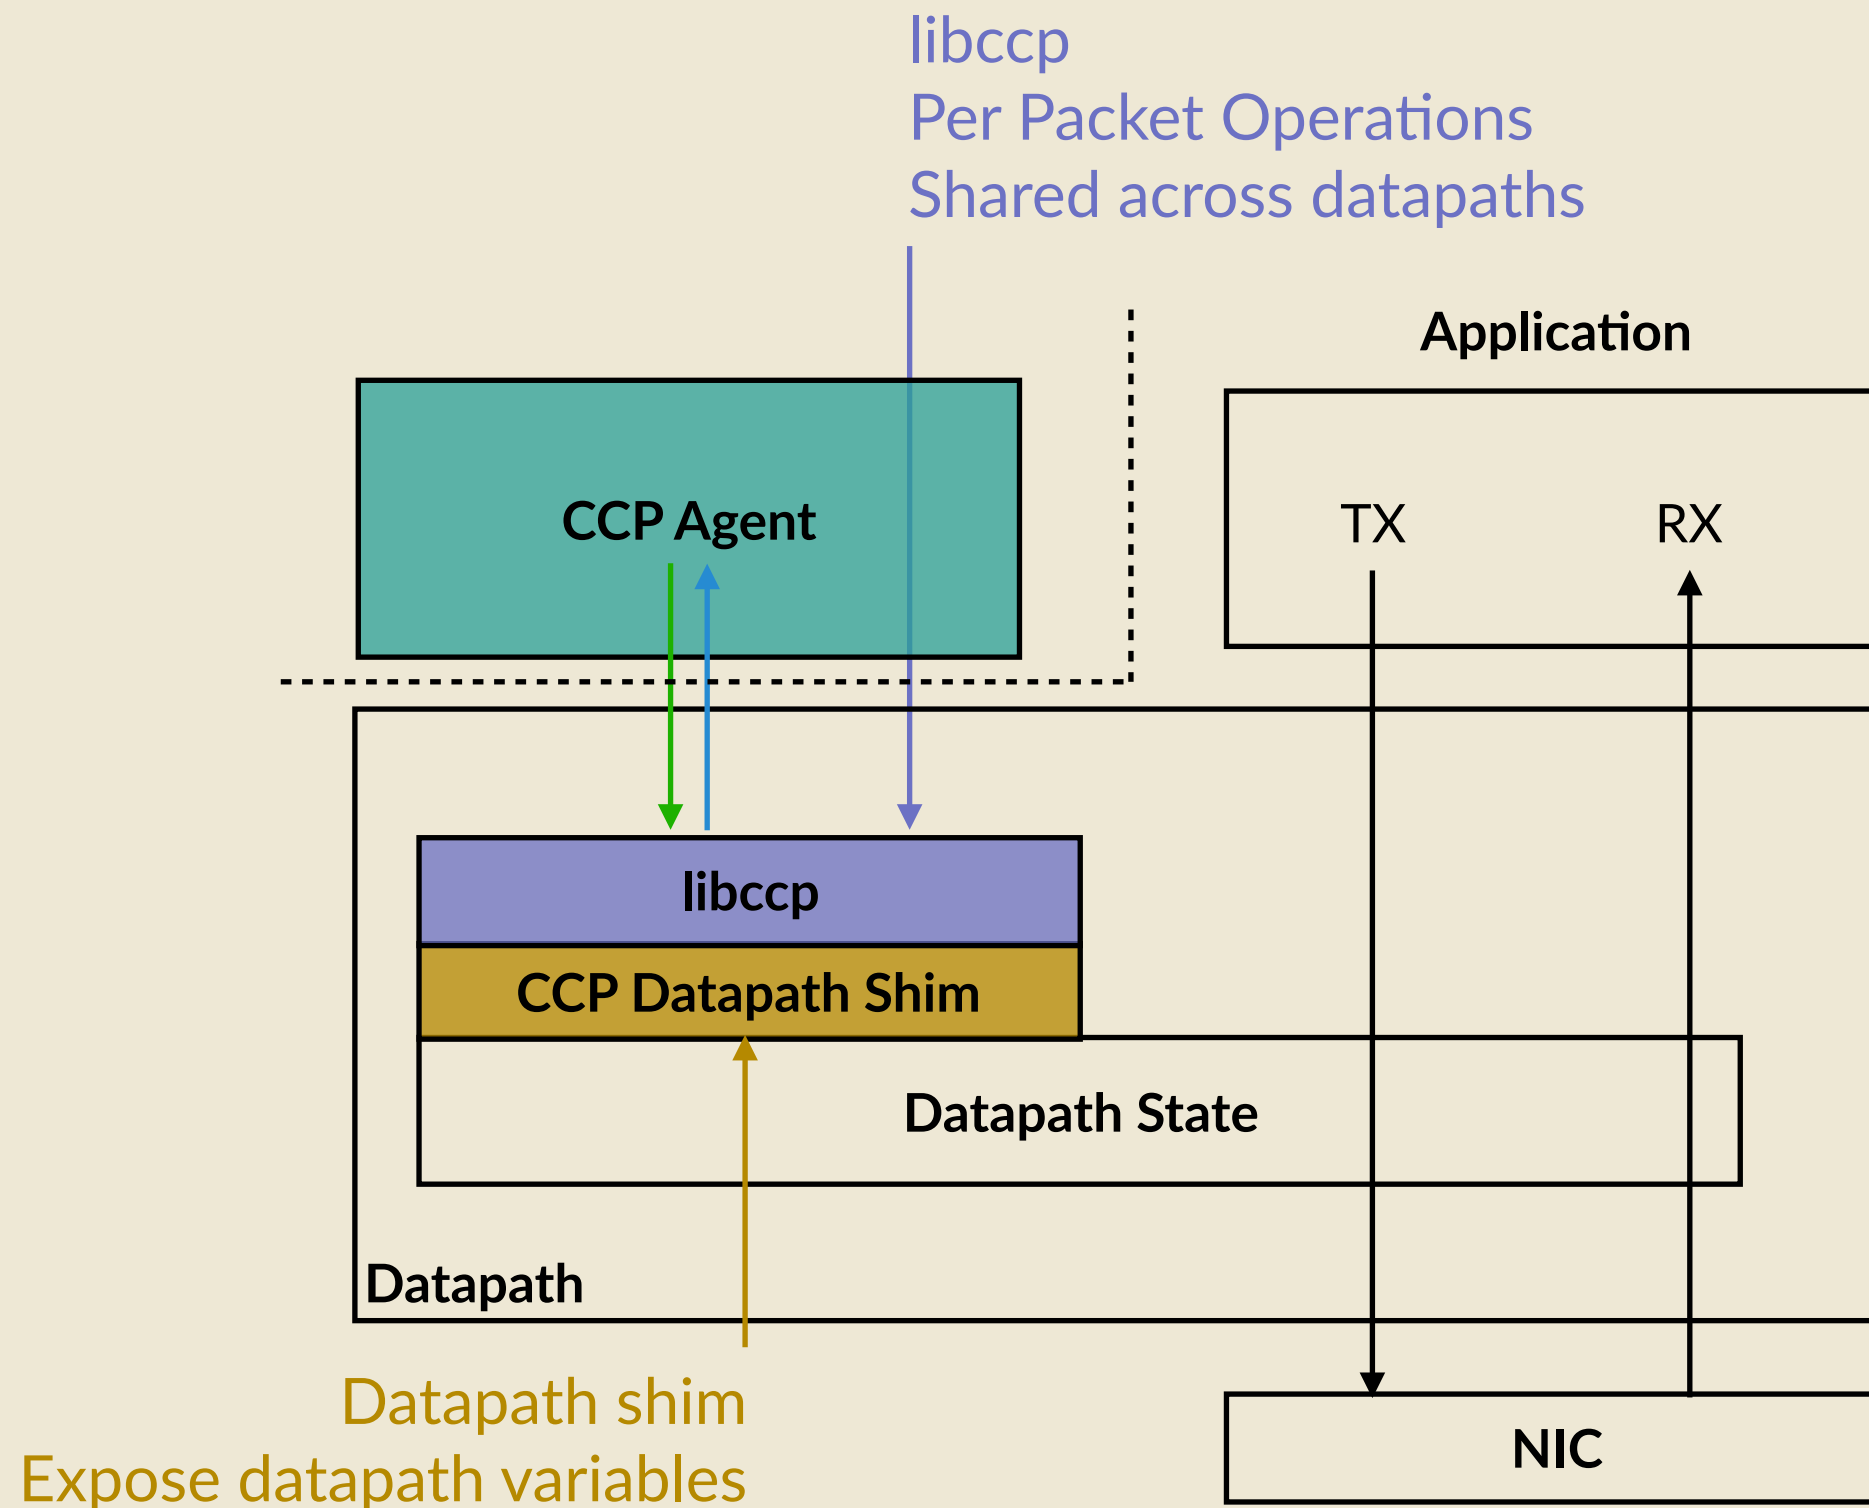 libccp
Per Packet Operations
Shared across datapaths
Application
CCP Agent
TX
RX
libccp
CCP Datapath Shim
Datapath State
Datapath
Datapath shim
Expose datapath variables
NIC